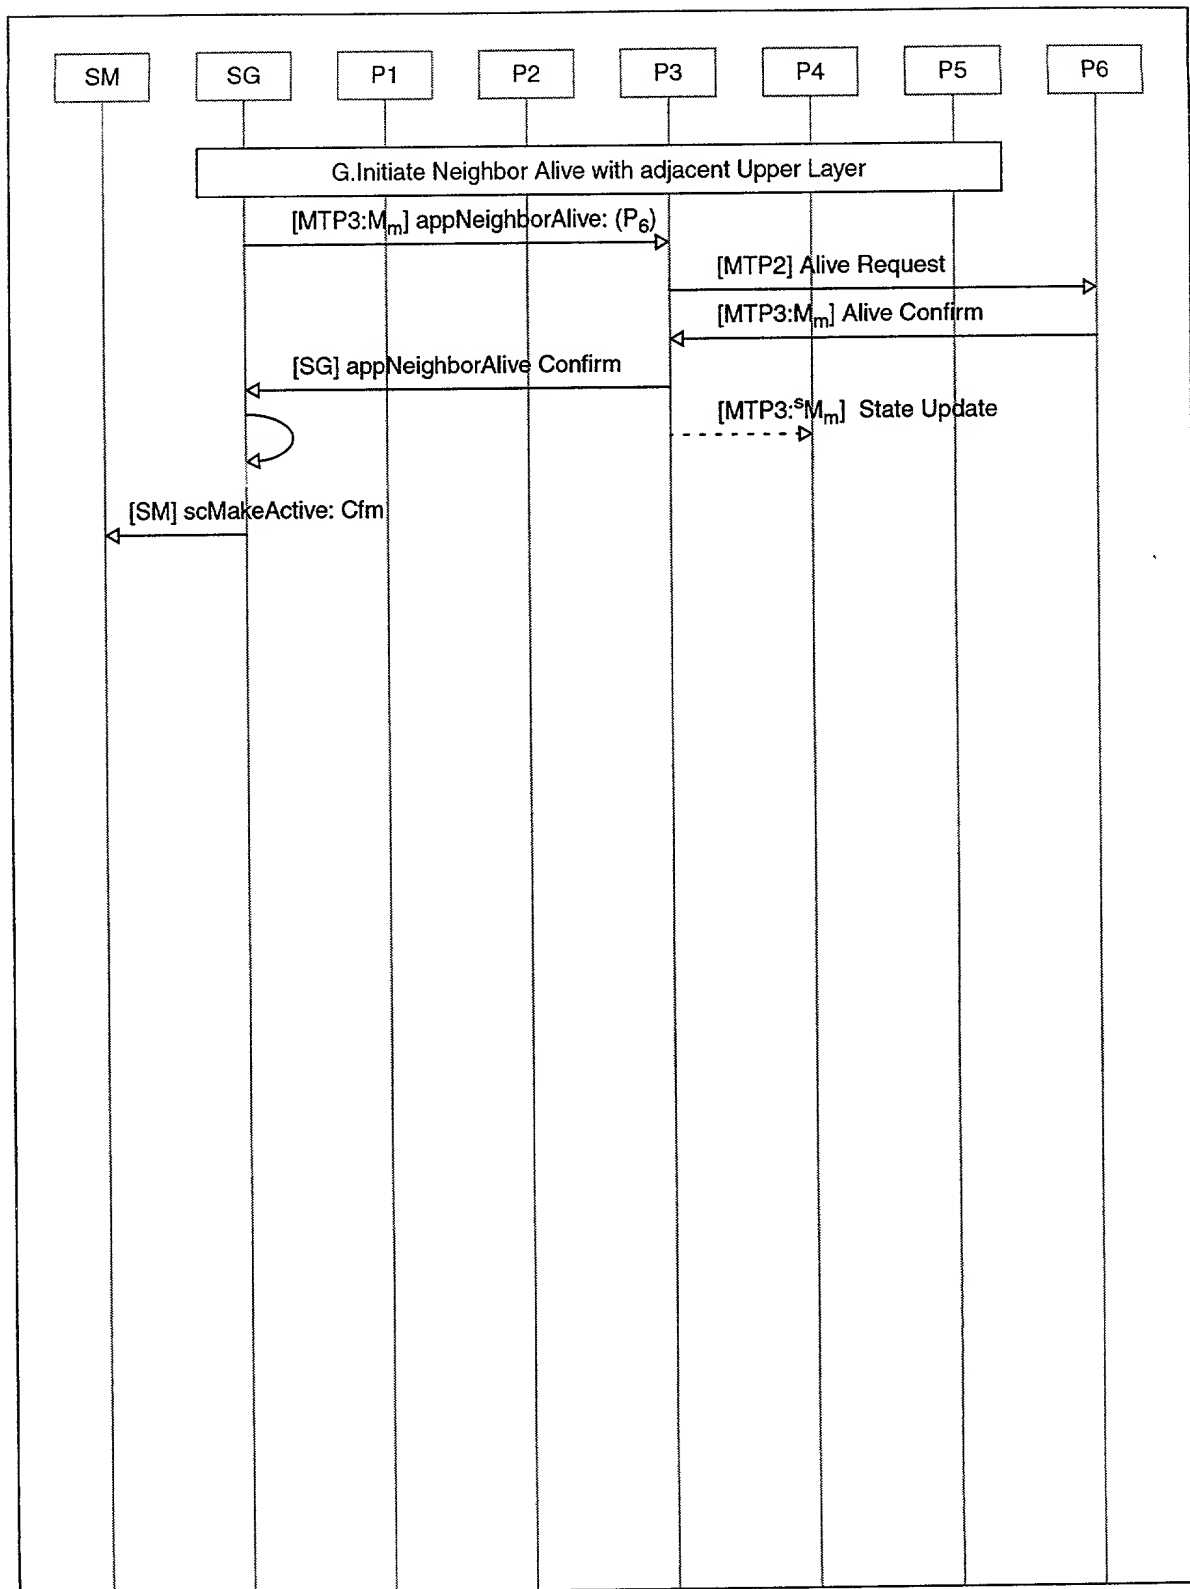 SM SG P1 P2 P3 P4 P5 P6
G.Initiate Neighbor Alive with adjacent Upper Layer
[MTP3:Mm] appNeighborAlive: (P6)
[MTP2] Alive Request
[MTP3:Mm] Alive Confirm
[SG] appNeighborAlive Confirm
[MTP3:sMm] State Update
[SM] scMakeActive: Cfm